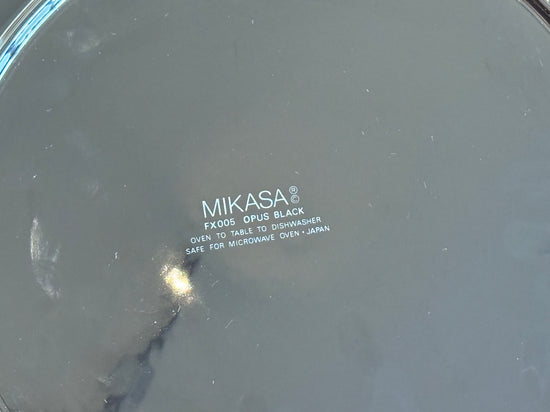 MIKASA®©
FX005 OPUS BLACK
OVEN TO TABLE TO DISHWASHER
SAFE FOR MICROWAVE OVEN • JAPAN